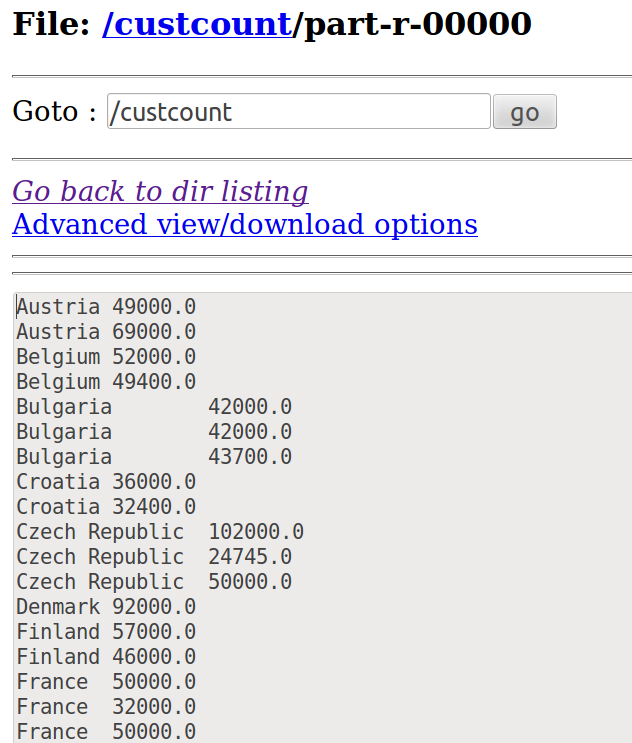 File: /custcount/part-r-00000
Goto : /custcount go
Go back to dir listing
Advanced view/download options
Austria 49000.0
Austria 69000.0
Belgium 52000.0
Belgium 49400.0
Bulgaria 42000.0
Bulgaria 42000.0
Bulgaria 43700.0
Croatia 36000.0
Croatia 32400.0
Czech Republic 102000.0
Czech Republic 24745.0
Czech Republic 50000.0
Denmark 92000.0
Finland 57000.0
Finland 46000.0
France 50000.0
France 32000.0
France 50000.0